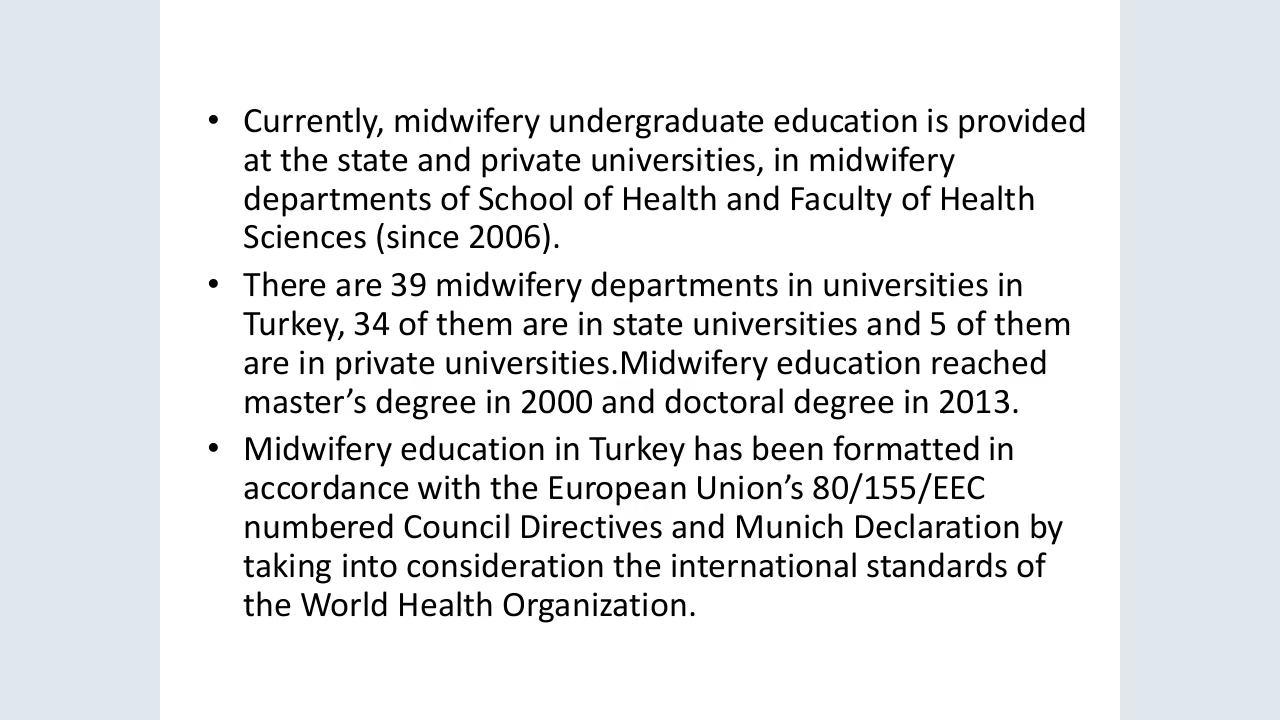 • Currently, midwifery undergraduate education is provided
at the state and private universities, in midwifery
departments of School of Health and Faculty of Health
Sciences (since 2006).
• There are 39 midwifery departments in universities in
Turkey, 34 of them are in state universities and 5 of them
are in private universities.Midwifery education reached
master’s degree in 2000 and doctoral degree in 2013.
• Midwifery education in Turkey has been formatted in
accordance with the European Union’s 80/155/EEC
numbered Council Directives and Munich Declaration by
taking into consideration the international standards of
the World Health Organization.